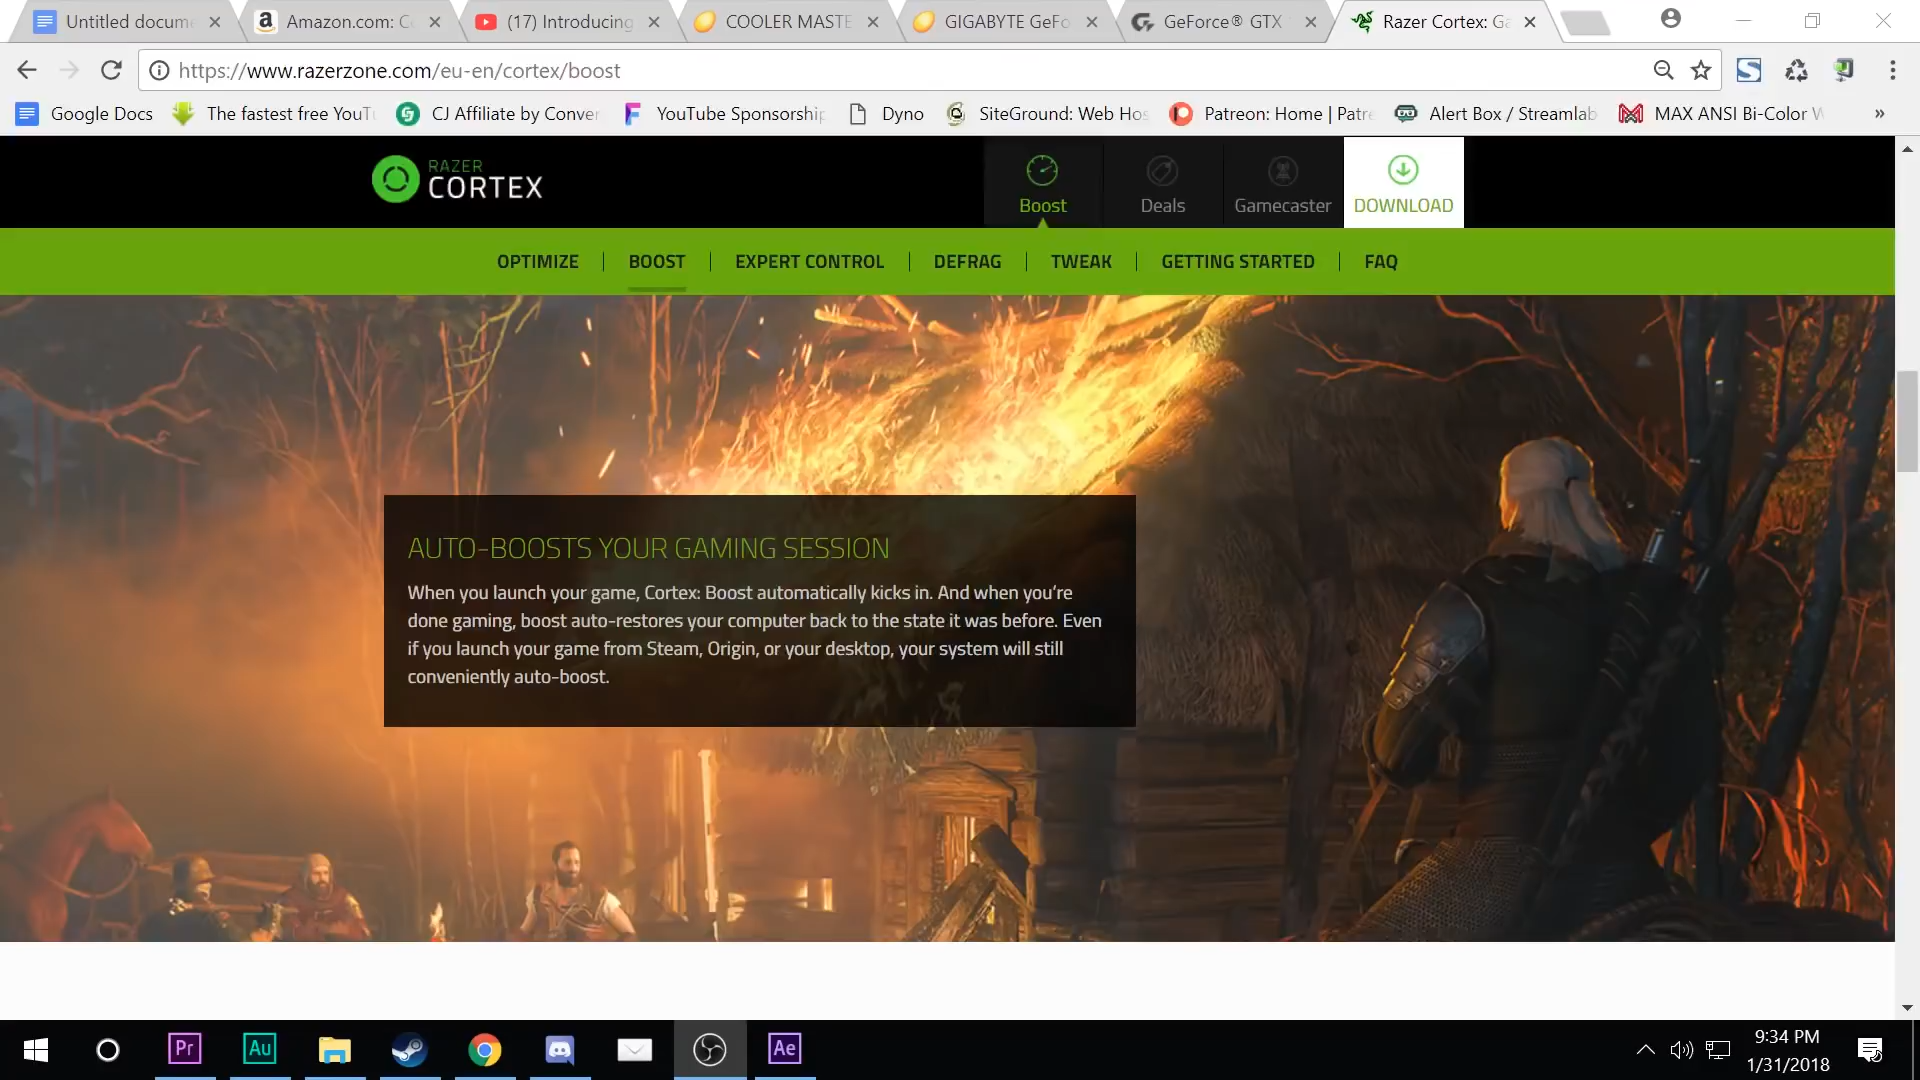 Untitled docume
Amazon.com: C
(17) Introducing
COOLER MASTE
GIGABYTE GeFo
GeForce® GTX
Razer Cortex: Ga
https://www.razerzone.com/eu-en/cortex/boost
Google Docs
The fastest free YouT
CJ Affiliate by Conver
YouTube Sponsorship
Dyno
SiteGround: Web Hos
Patreon: Home | Patre
Alert Box / Streamlab
MAX ANSI Bi-Color W
»
RAZER
CORTEX
Boost
Deals
Gamecaster
DOWNLOAD
OPTIMIZE
BOOST
EXPERT CONTROL
DEFRAG
TWEAK
GETTING STARTED
FAQ
AUTO-BOOSTS YOUR GAMING SESSION
When you launch your game, Cortex: Boost automatically kicks in. And when you’re
done gaming, boost auto-restores your computer back to the state it was before. Even
if you launch your game from Steam, Origin, or your desktop, your system will still
conveniently auto-boost.
Pr
Au
Ae
9:34 PM
1/31/2018